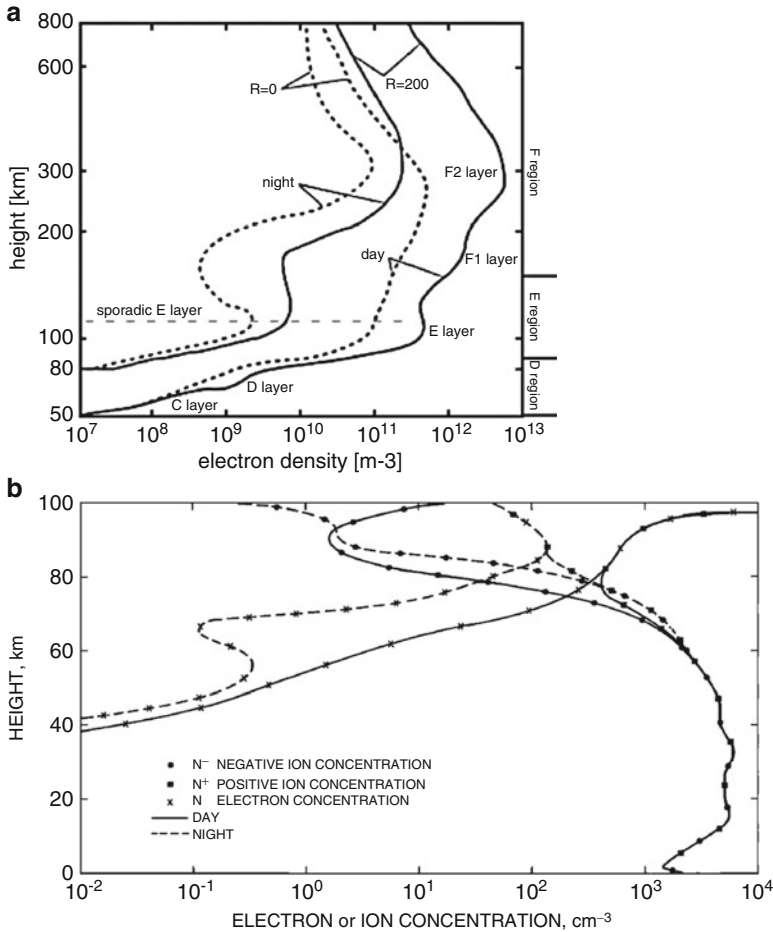 a
800
600
300
200
100
80
50
height [km]
R=0
R=200
night
day
F2 layer
F1 layer
sporadic E layer
E layer
D layer
C layer
F region
E region
D region
10^7 10^8 10^9 10^10 10^11 10^12 10^13
electron density [m-3]
b
100
80
60
40
20
0
HEIGHT, km
N⁻ NEGATIVE ION CONCENTRATION
N⁺ POSITIVE ION CONCENTRATION
N ELECTRON CONCENTRATION
DAY
NIGHT
10^-2 10^-1 10^0 10^1 10^2 10^3 10^4
ELECTRON or ION CONCENTRATION, cm⁻³